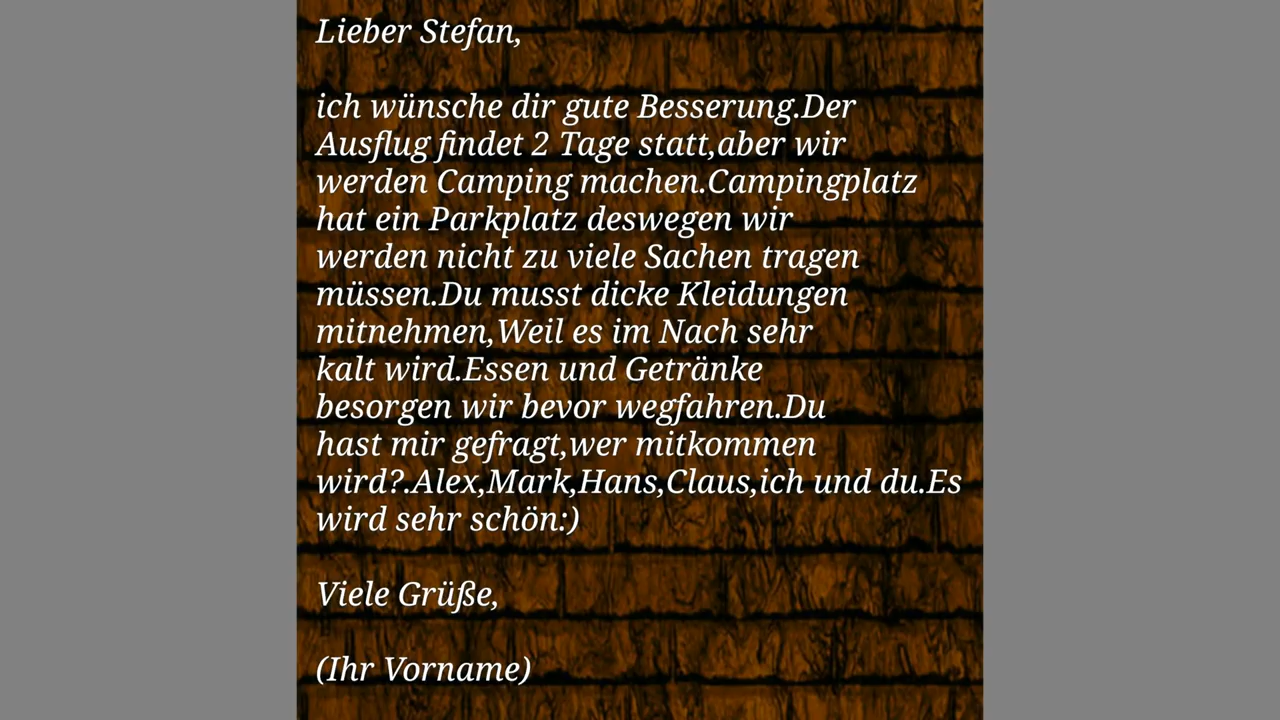 Lieber Stefan,
ich wünsche dir gute Besserung.Der
Ausflug findet 2 Tage statt,aber wir
werden Camping machen.Campingplatz
hat ein Parkplatz deswegen wir
werden nicht zu viele Sachen tragen
müssen.Du musst dicke Kleidungen
mitnehmen,Weil es im Nach sehr
kalt wird.Essen und Getränke
besorgen wir bevor wegfahren.Du
hast mir gefragt,wer mitkommen
wird?.Alex,Mark,Hans,Claus,ich und du.Es
wird sehr schön:)
Viele Grüße,
(Ihr Vorname)